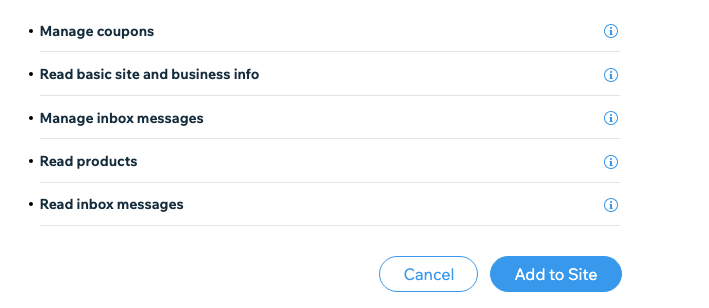 • Manage coupons
• Read basic site and business info
• Manage inbox messages
• Read products
• Read inbox messages
Cancel Add to Site